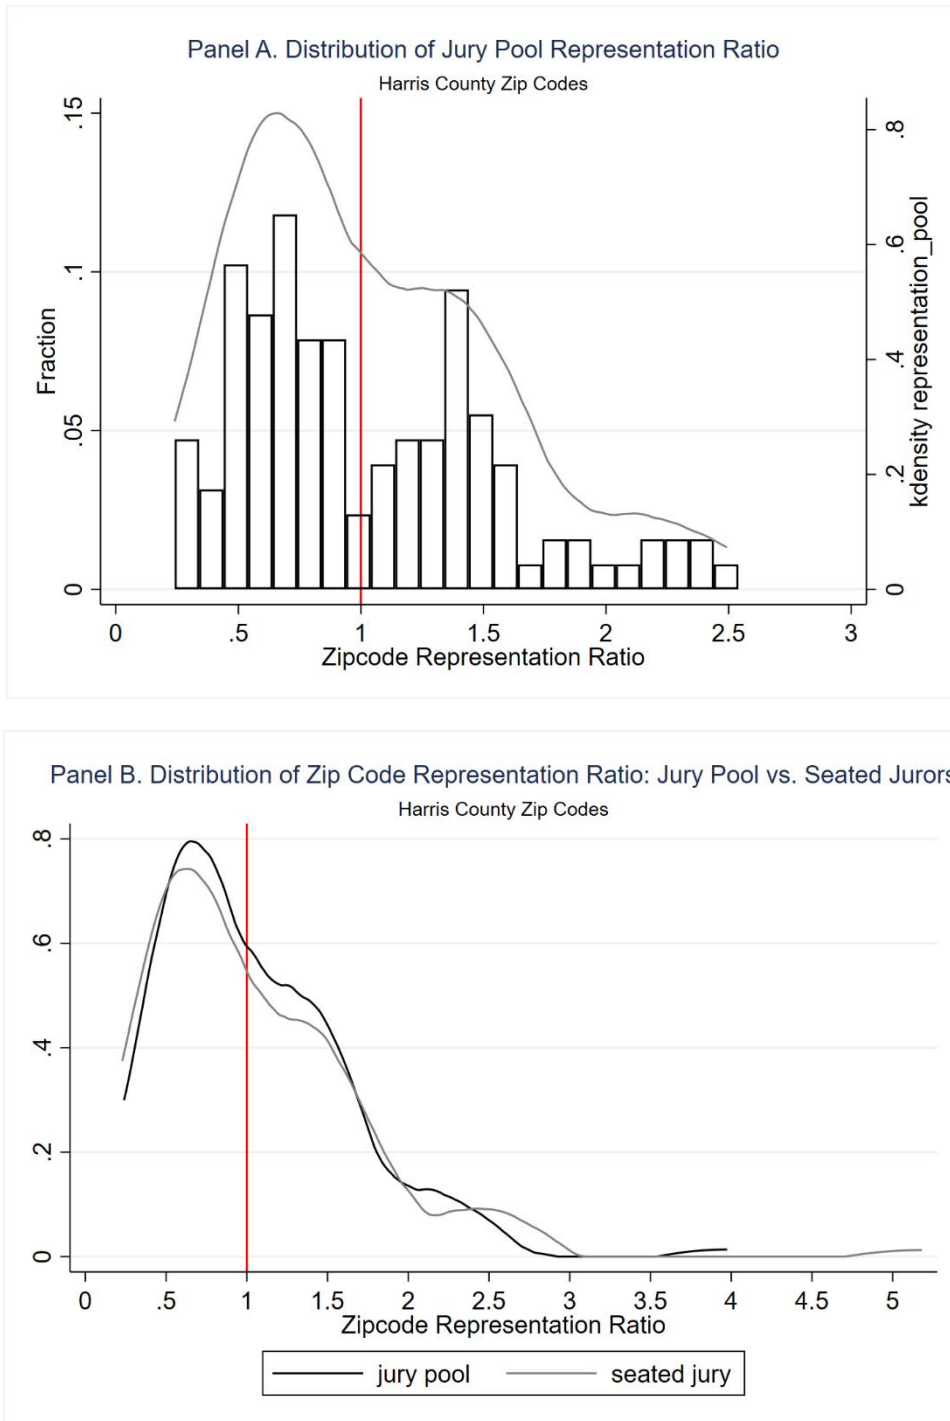 Panel A. Distribution of Jury Pool Representation Ratio
Harris County Zip Codes
Fraction
0 .05 .1 .15
kdensity representation_pool
0 .2 .4 .6 .8
0 .5 1 1.5 2 2.5 3
Zipcode Representation Ratio
Panel B. Distribution of Zip Code Representation Ratio: Jury Pool vs. Seated Jurors
Harris County Zip Codes
0 .2 .4 .6 .8
0 .5 1 1.5 2 2.5 3 3.5 4 4.5 5
Zipcode Representation Ratio
jury pool seated jury